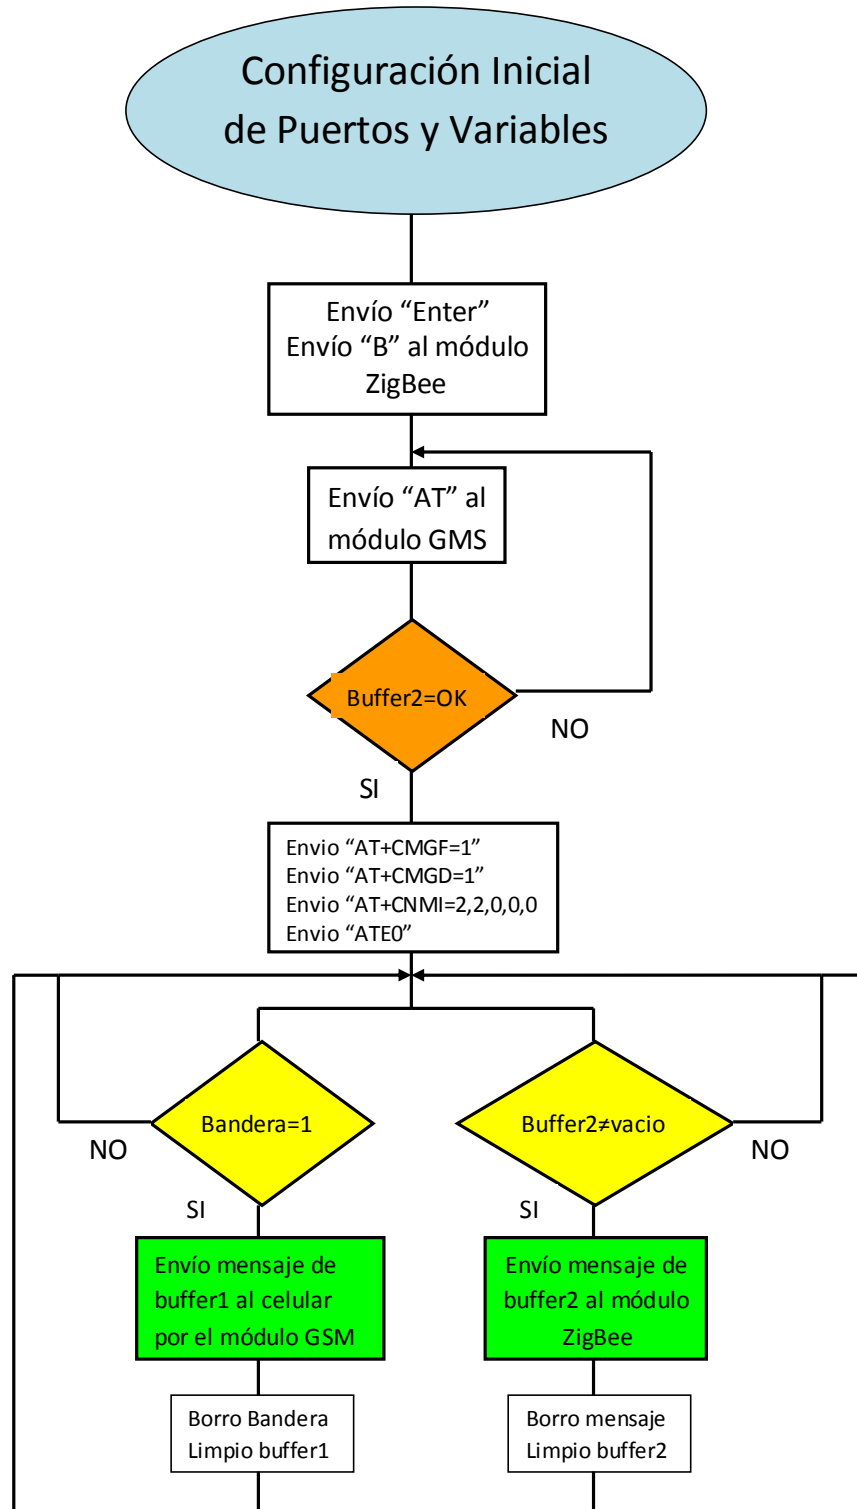 Configuración Inicial
de Puertos y Variables
Envío “Enter”
Envío “B” al módulo
ZigBee
Envío “AT” al
módulo GMS
Buffer2=OK
NO
SI
Envio “AT+CMGF=1”
Envio “AT+CMGD=1”
Envio “AT+CNMI=2,2,0,0,0
Envio “ATE0”
Bandera=1
NO
SI
Buffer2≠vacio
NO
SI
Envío mensaje de
buffer1 al celular
por el módulo GSM
Envío mensaje de
buffer2 al módulo
ZigBee
Borro Bandera
Limpio buffer1
Borro mensaje
Limpio buffer2